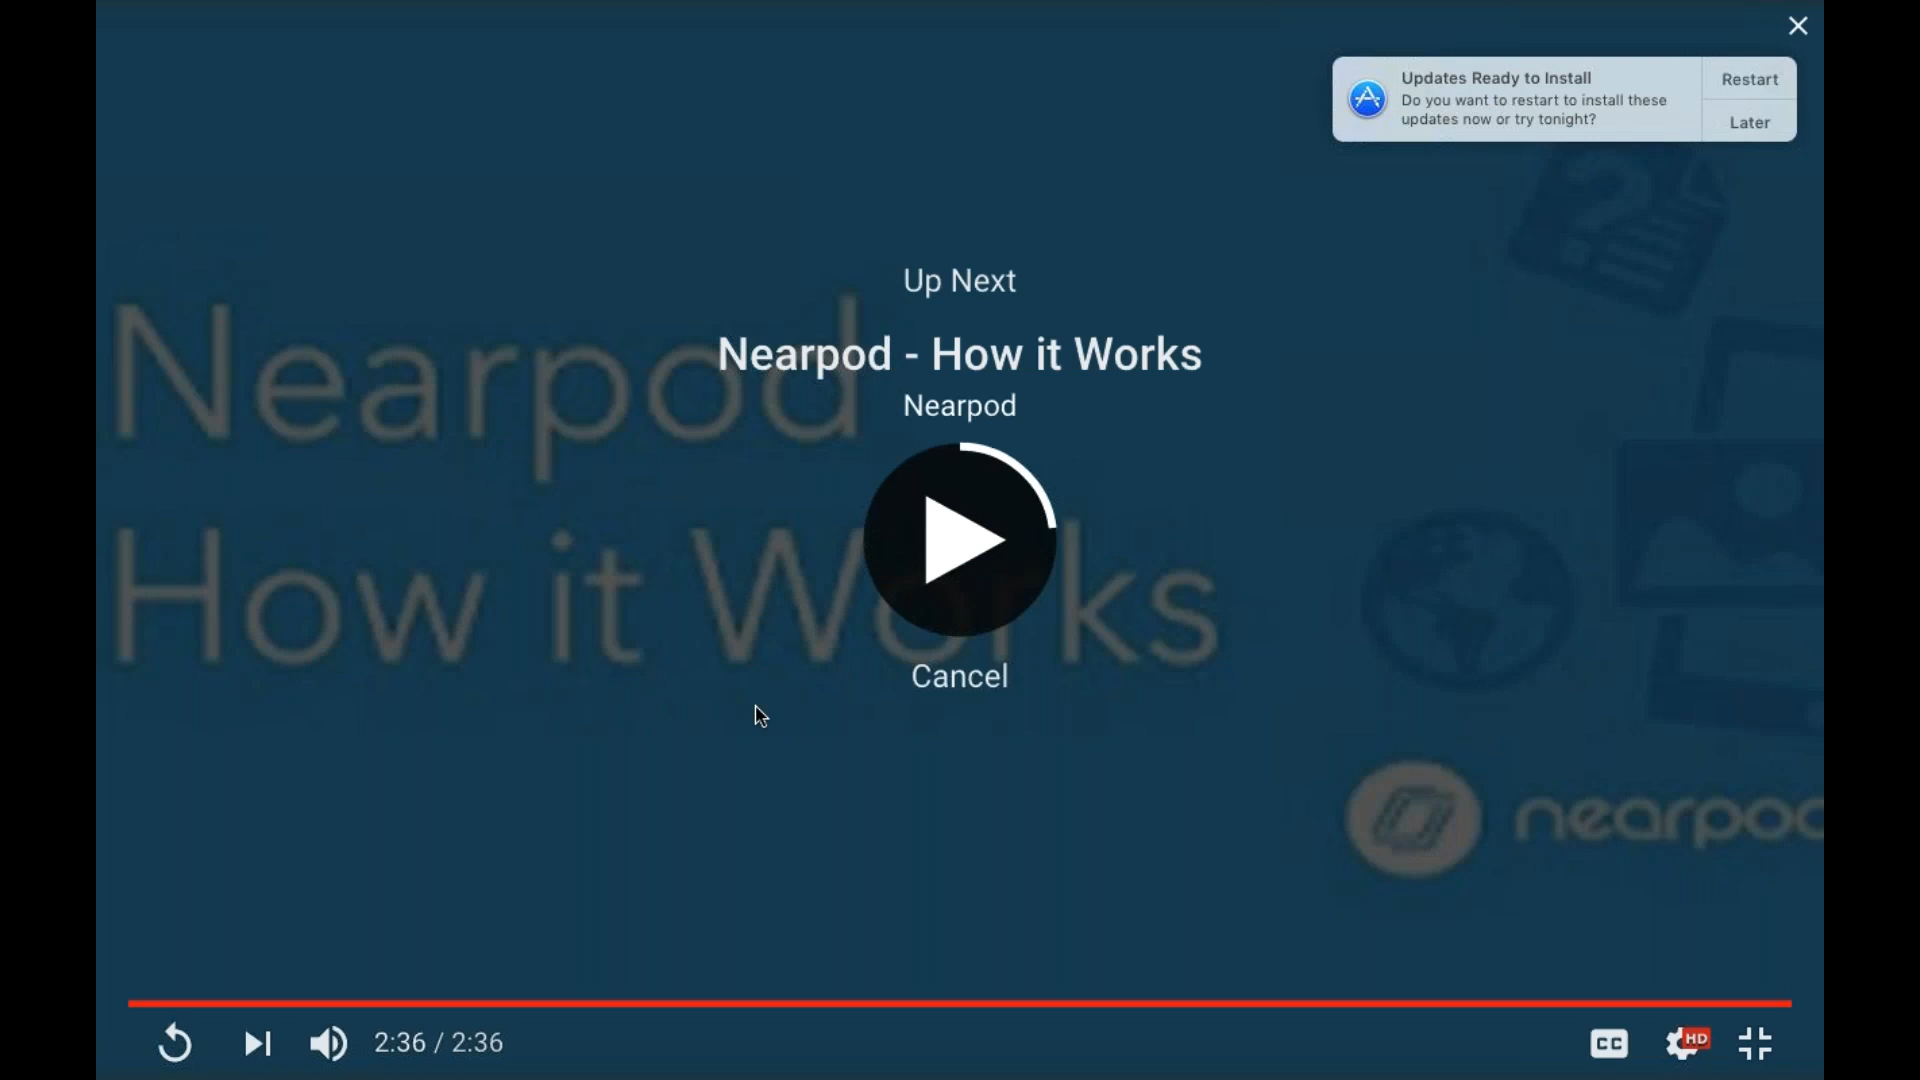 Updates Ready to Install
Do you want to restart to install these
updates now or try tonight?
Restart
Later
Up Next
Nearpod - How it Works
Nearpod
Nearpod
How it Works
Cancel
nearpod
2:36 / 2:36
CC
HD